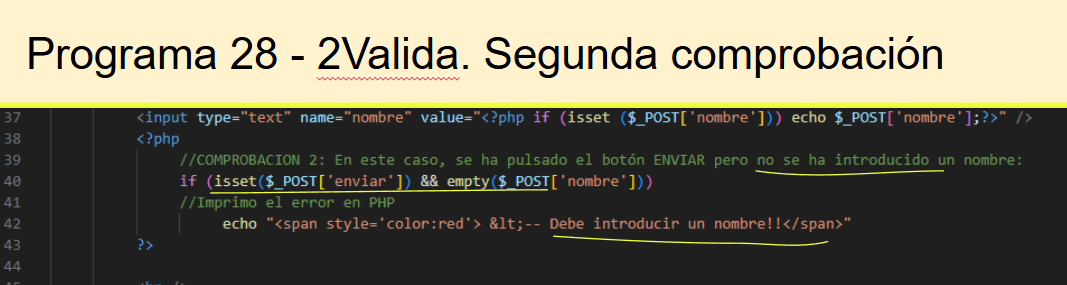 Programa 28 - 2Valida. Segunda comprobación
37 <input type="text" name="nombre" value="<?php if (isset ($_POST['nombre'])) echo $_POST['nombre'];?>" />
38 <?php
39 //COMPROBACION 2: En este caso, se ha pulsado el botón ENVIAR pero no se ha introducido un nombre:
40 if (isset($_POST['enviar']) && empty($_POST['nombre']))
41 //Imprimo el error en PHP
42 echo "<span style='color:red'> &lt;-- Debe introducir un nombre!!</span>"
43 ?>
44